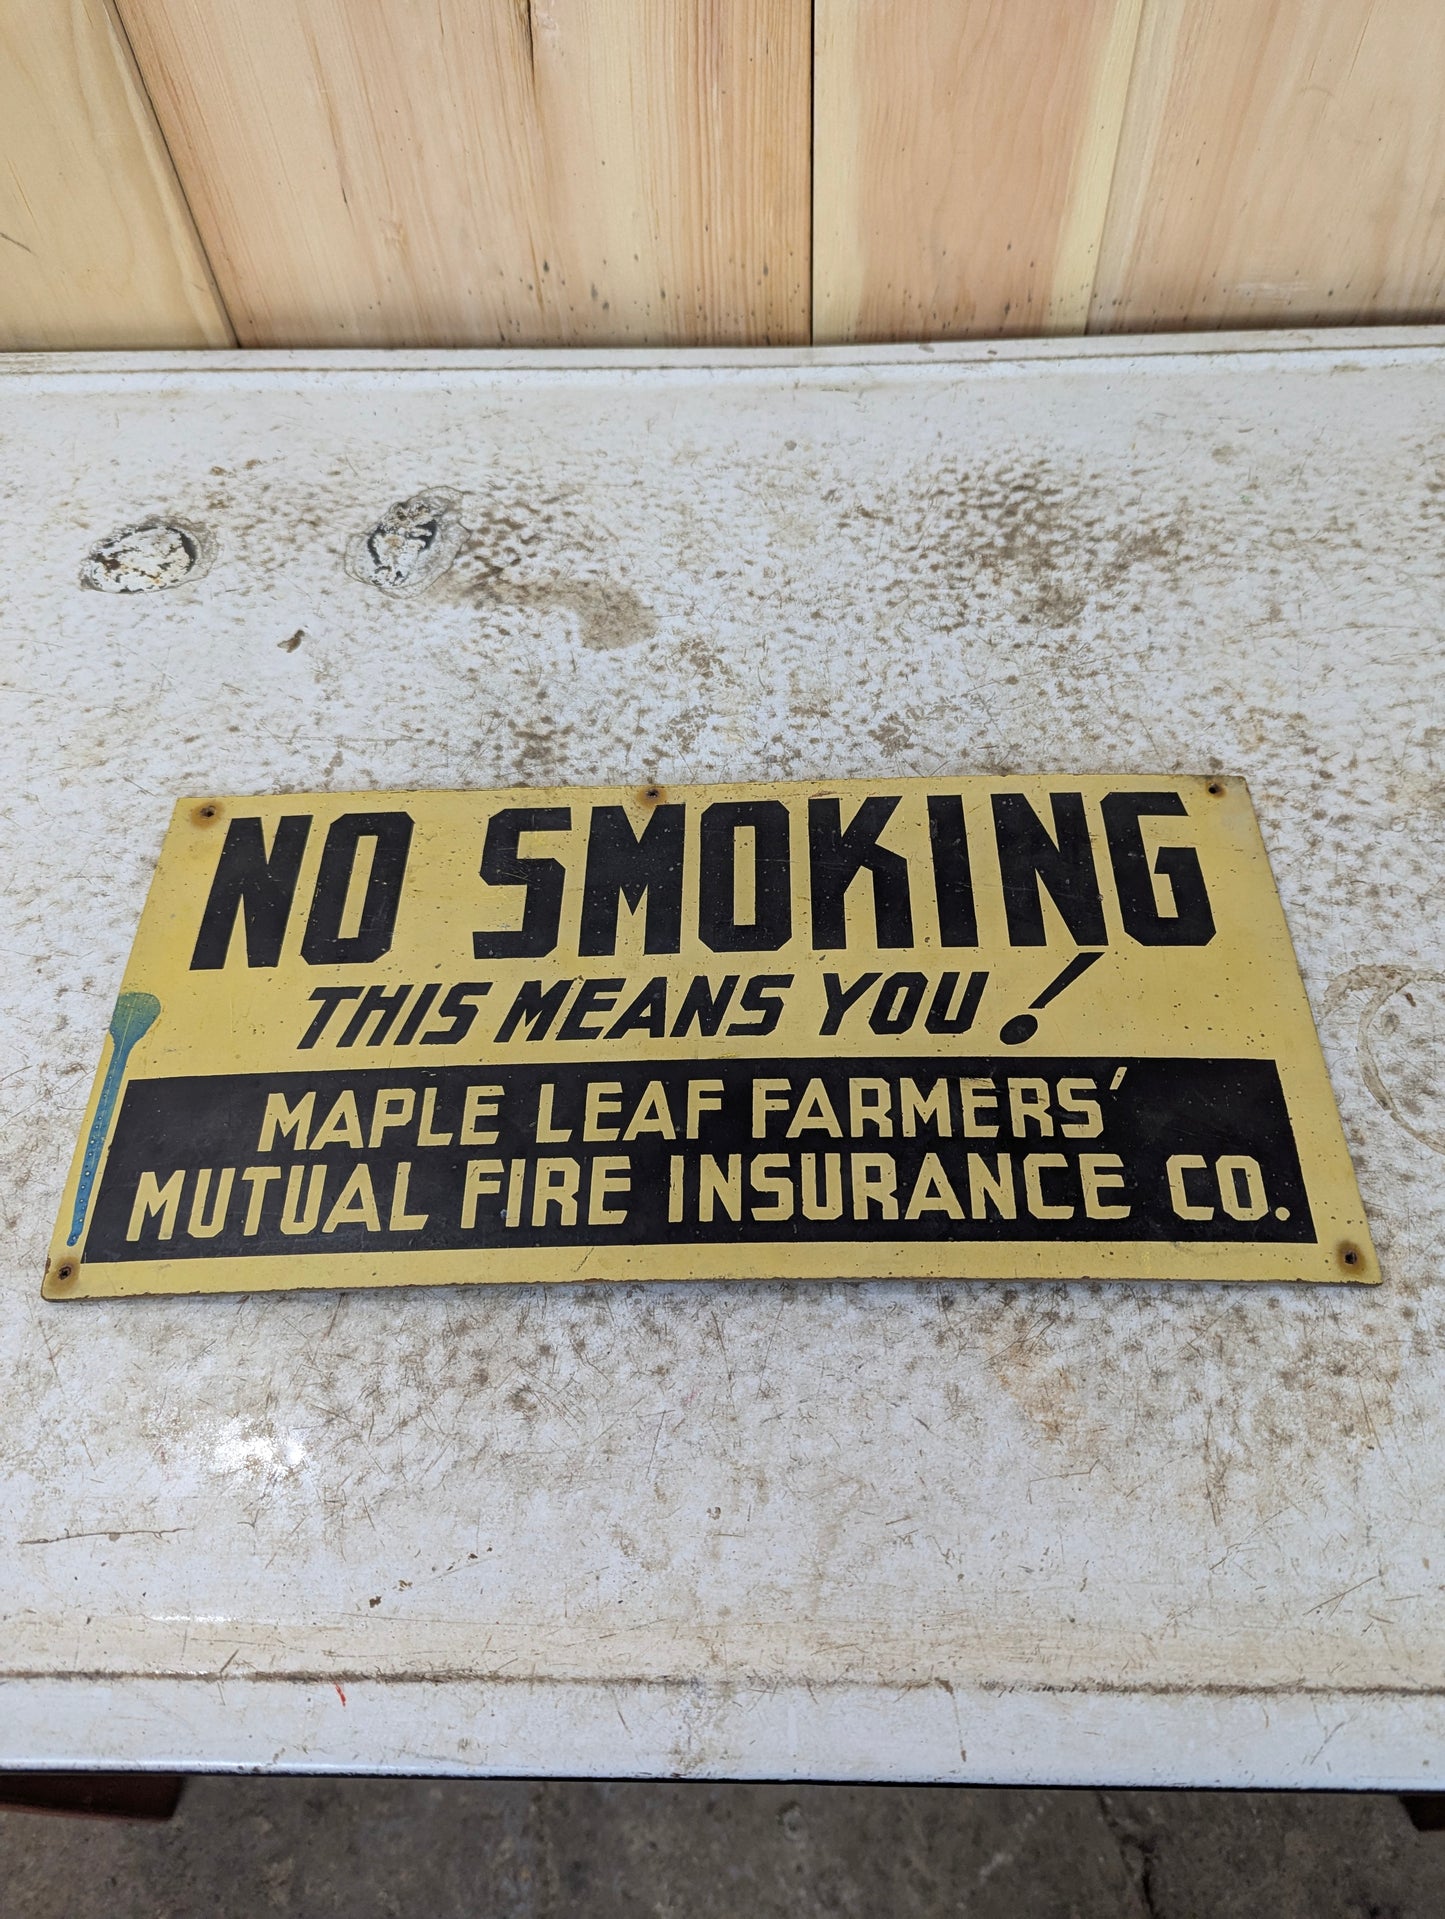 NO SMOKING
THIS MEANS YOU!
MAPLE LEAF FARMERS'
MUTUAL FIRE INSURANCE CO.